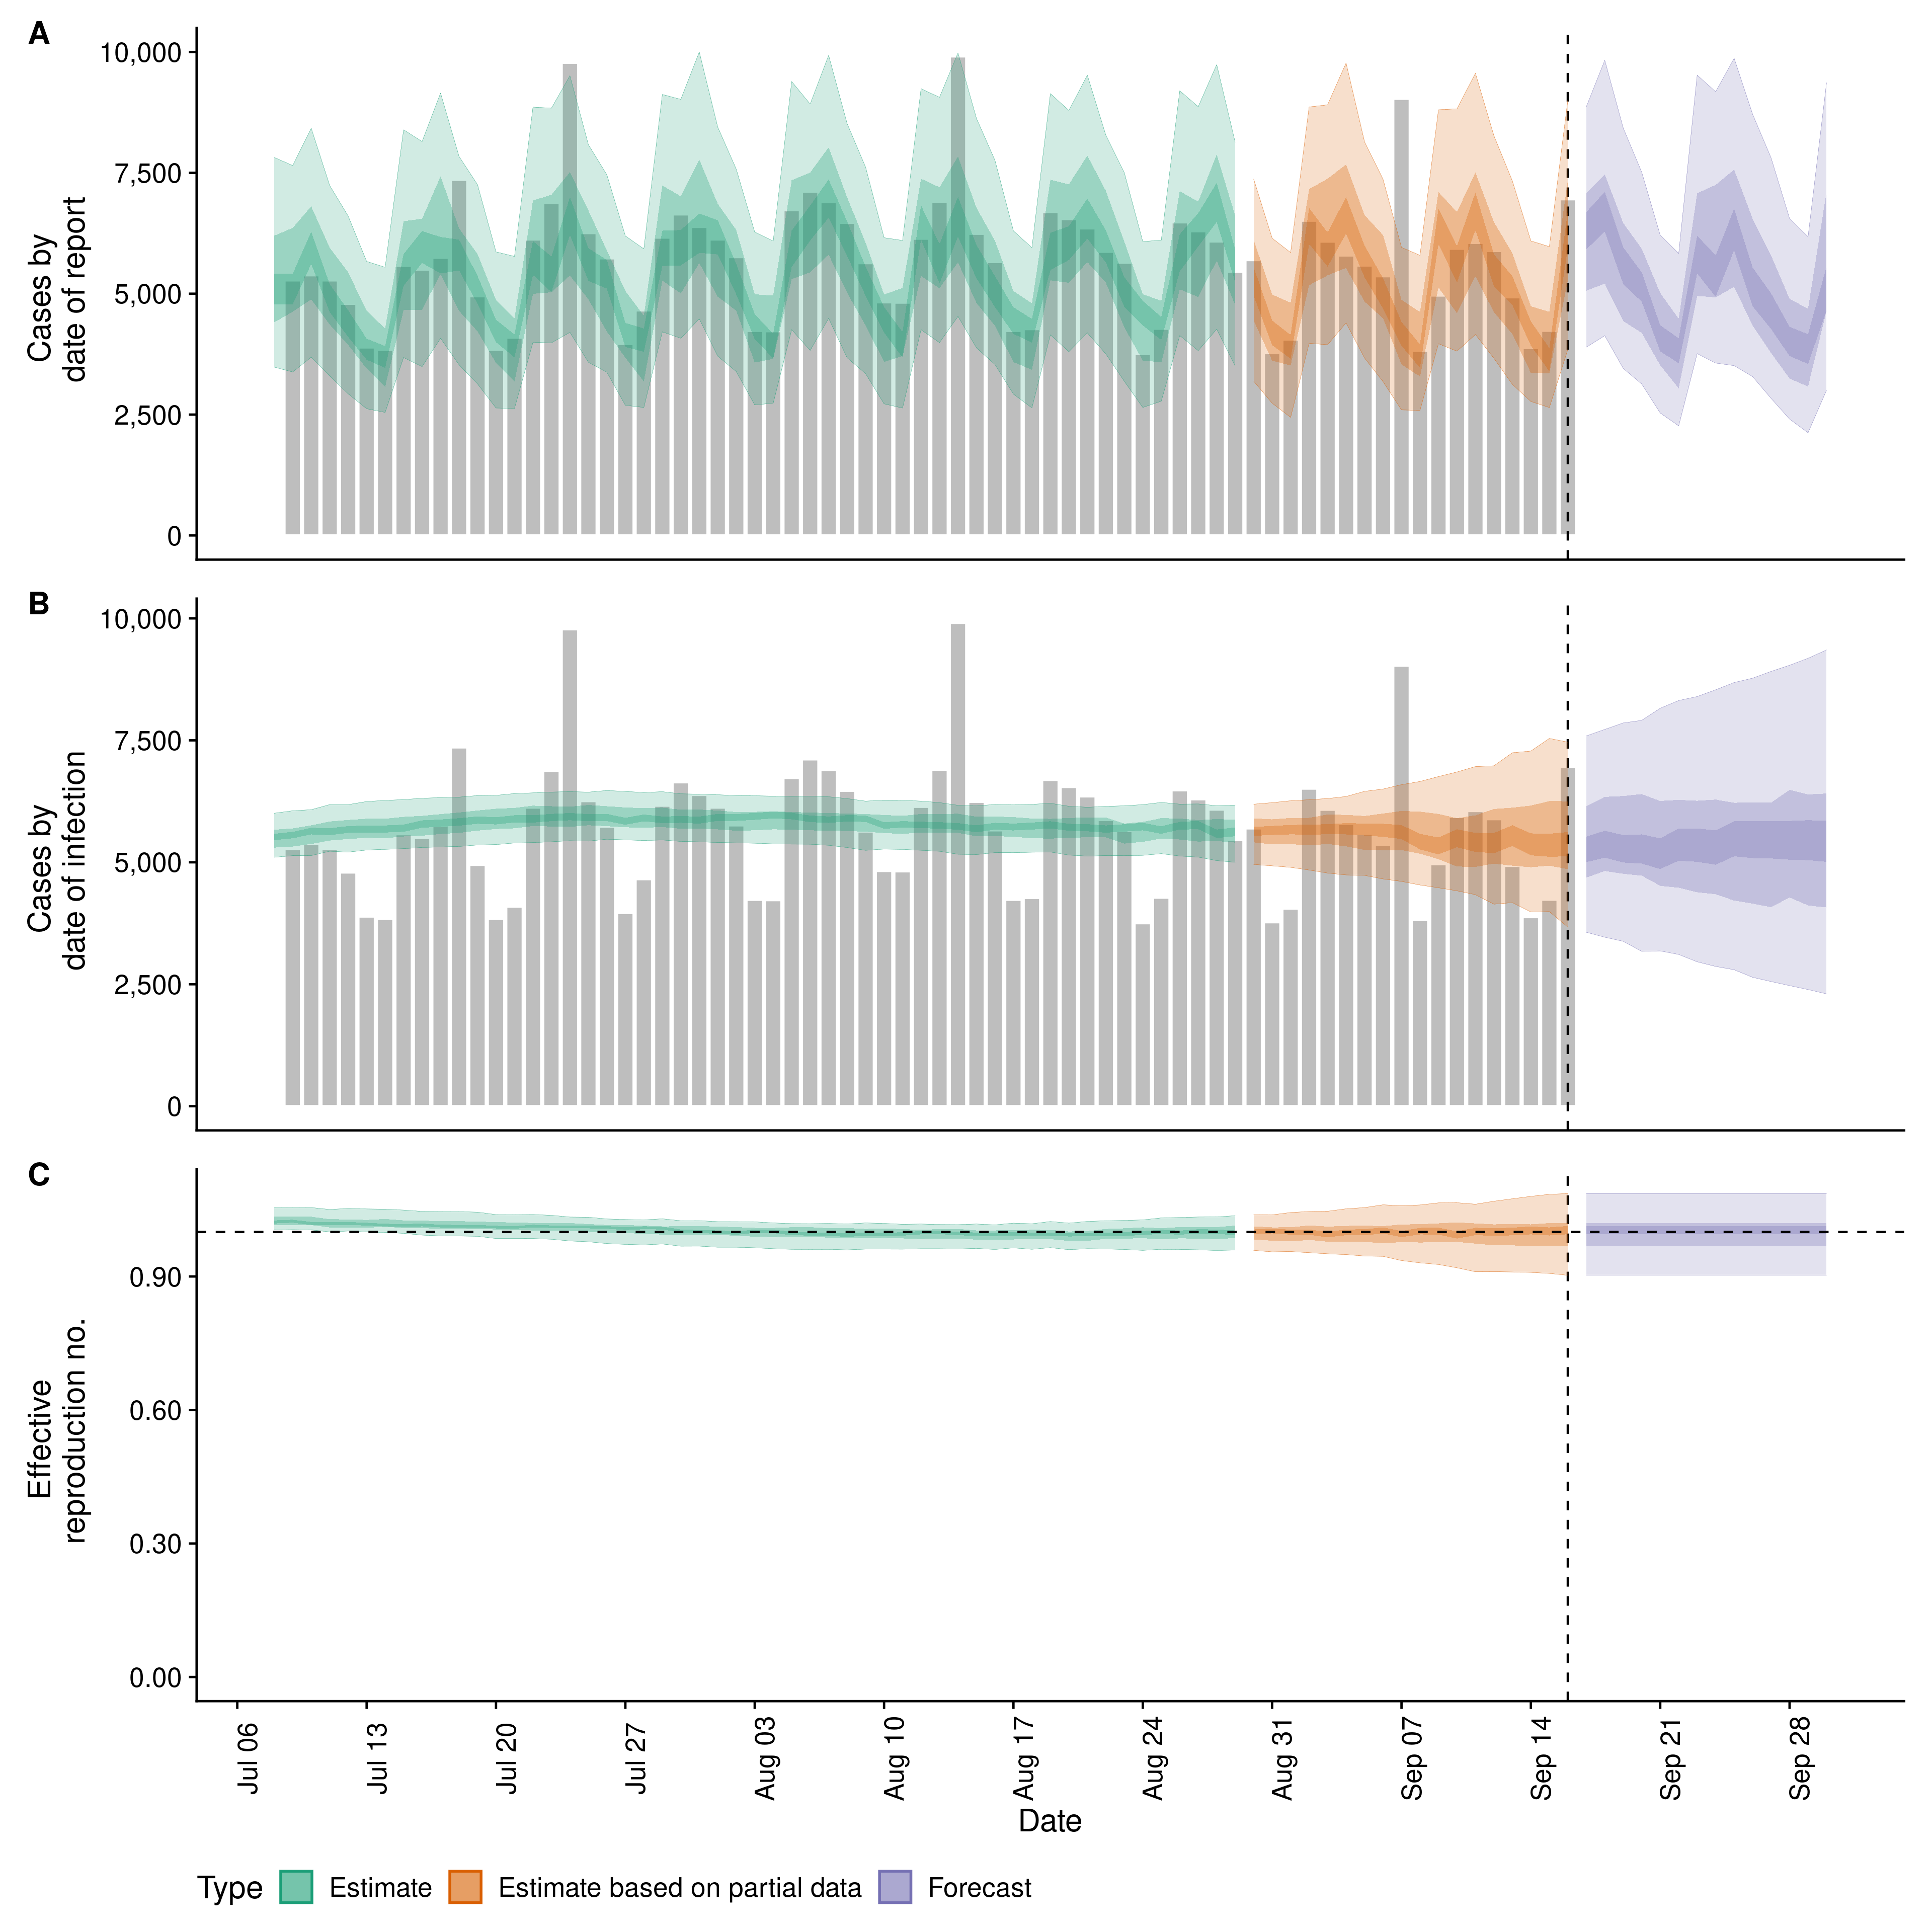 A
10,000
7,500
5,000
2,500
0
Cases by
date of report
B
10,000
7,500
5,000
2,500
0
Cases by
date of infection
C
0.90
0.60
0.30
0.00
Effective
reproduction no.
Jul 06
Jul 13
Jul 20
Jul 27
Aug 03
Aug 10
Aug 17
Aug 24
Aug 31
Sep 07
Sep 14
Sep 21
Sep 28
Date
Type Estimate Estimate based on partial data Forecast